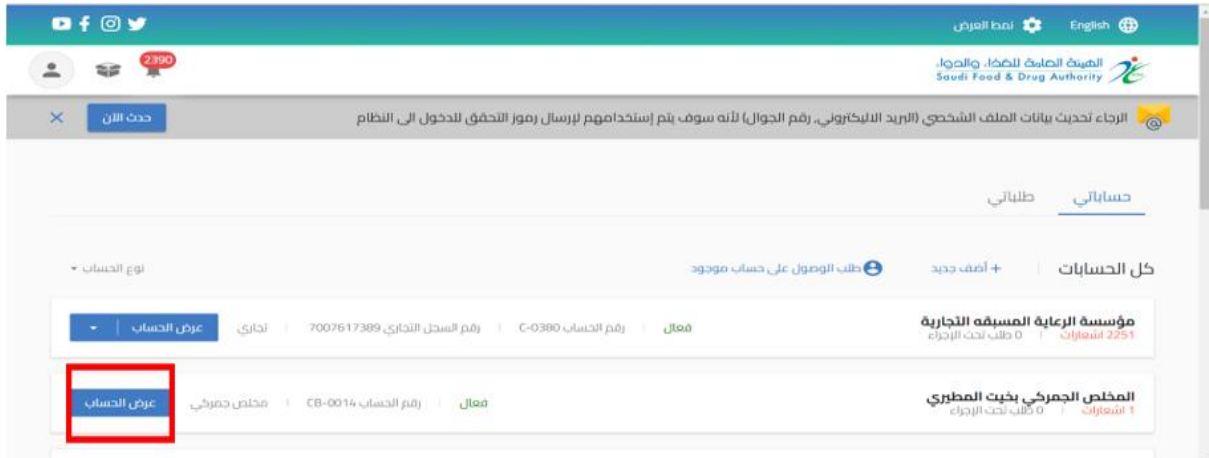 English نمط العرض
2390
الهيئة العامة للغذاء والدواء
Saudi Food & Drug Authority
الرجاء تحديث بيانات الملف الشخصي (البريد الاليكتروني, رقم الجوال) لأنه سوف يتم إستخدامهم لإرسال رموز التحقق للدخول الى النظام حدث الآن
حساباتي طلباتي
كل الحسابات + أضف جديد طلب الوصول على حساب موجود نوع الحساب
مؤسسة الرعاية المسبقه التجارية فعال رقم الحساب C-0380 رقم السجل التجاري 7007617389 تجاري عرض الحساب
2251 اشعارات 0 طلب تحت الإجراء
المخلص الجمركي بخيت المطيري فعال رقم الحساب CB-0014 مخلص جمركي عرض الحساب
1 اشعارات 0 طلب تحت الإجراء